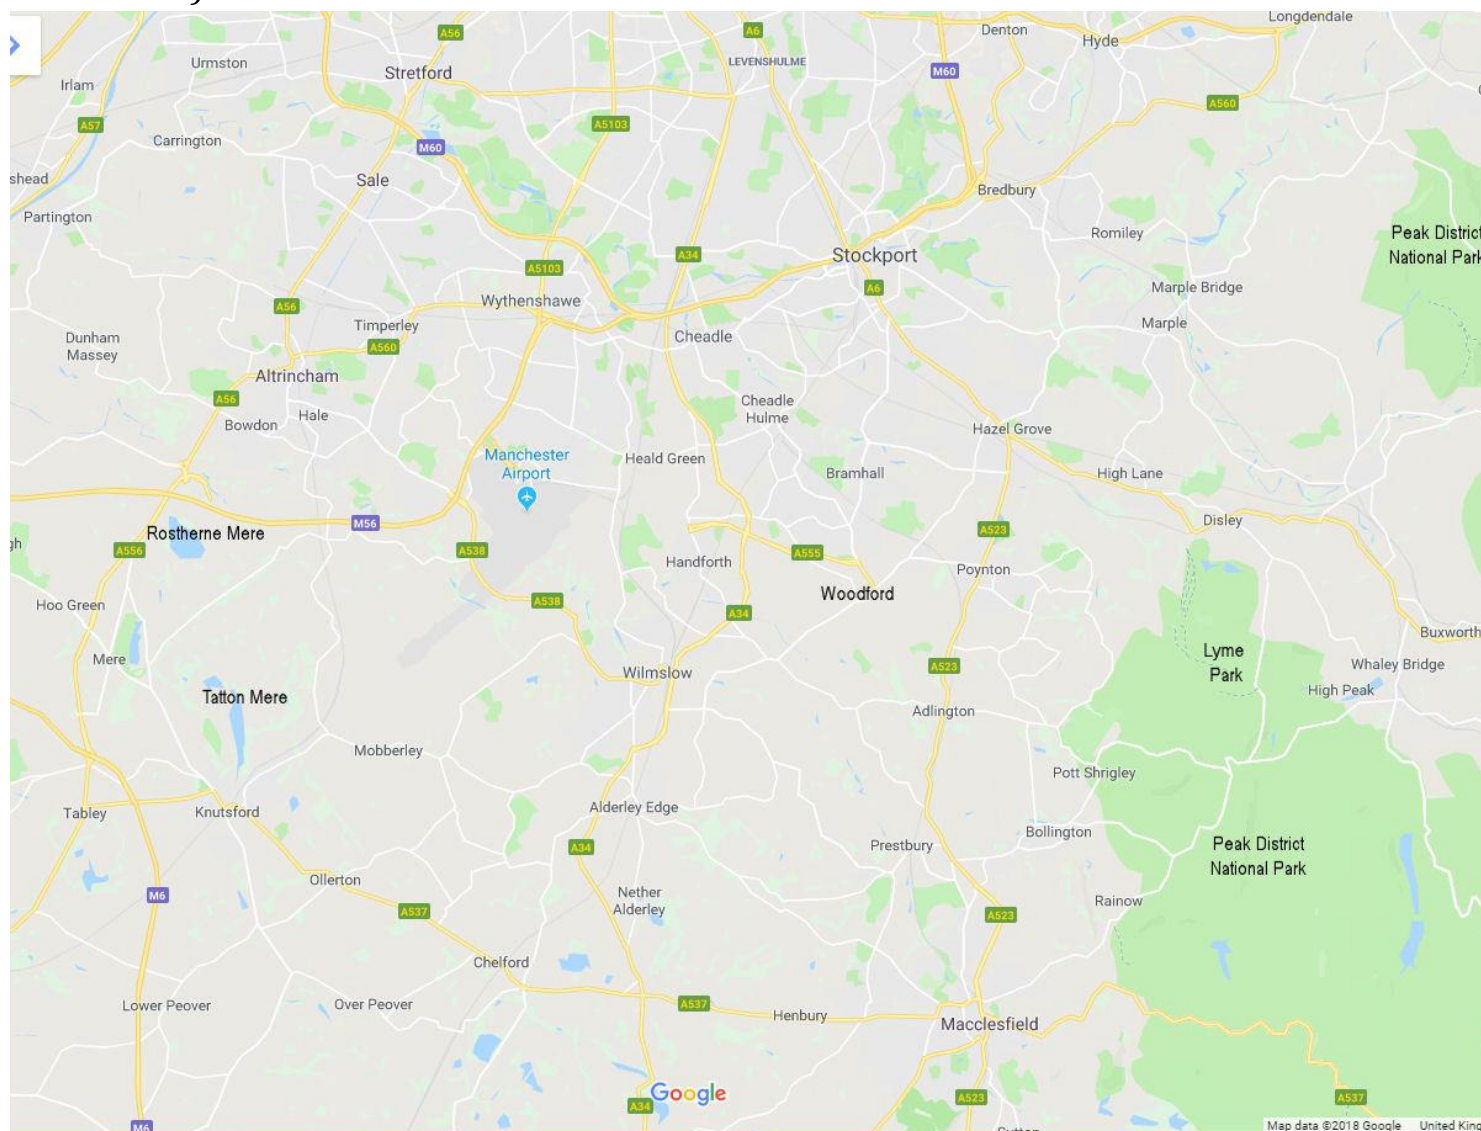 Longdendale
A56
A6
Denton
Hyde
Urmston
LEVENSHULME
Stretford
M60
Irlam
A560
A57
A5103
Carrington
M60
shead
Sale
Bredbury
Partington
Romiley
Peak District
National Park
A34
Stockport
A5103
Marple Bridge
A6
Wythenshawe
A56
Timperley
Marple
Dunham
Massey
Cheadle
A560
Altrincham
A56
Cheadle
Hulme
Hale
Bowdon
Hazel Grove
Manchester
Airport
Heald Green
Bramhall
High Lane
M56
Disley
Rostherne Mere
A523
gh
A556
A538
A555
Handforth
Poynton
Woodford
Hoo Green
A538
A34
Buxworth
Mere
Lyme
Park
A523
Whaley Bridge
Wilmslow
High Peak
Tatton Mere
Adlington
Mobberley
Pott Shrigley
Tabley
Knutsford
Alderley Edge
Bollington
A34
Prestbury
Peak District
National Park
Ollerton
M6
Nether
Alderley
Rainow
A537
A523
Chelford
Lower Peover
Over Peover
A537
Henbury
Macclesfield
Google
A34
A523
A537
M6
Map data ©2018 Google United Kin